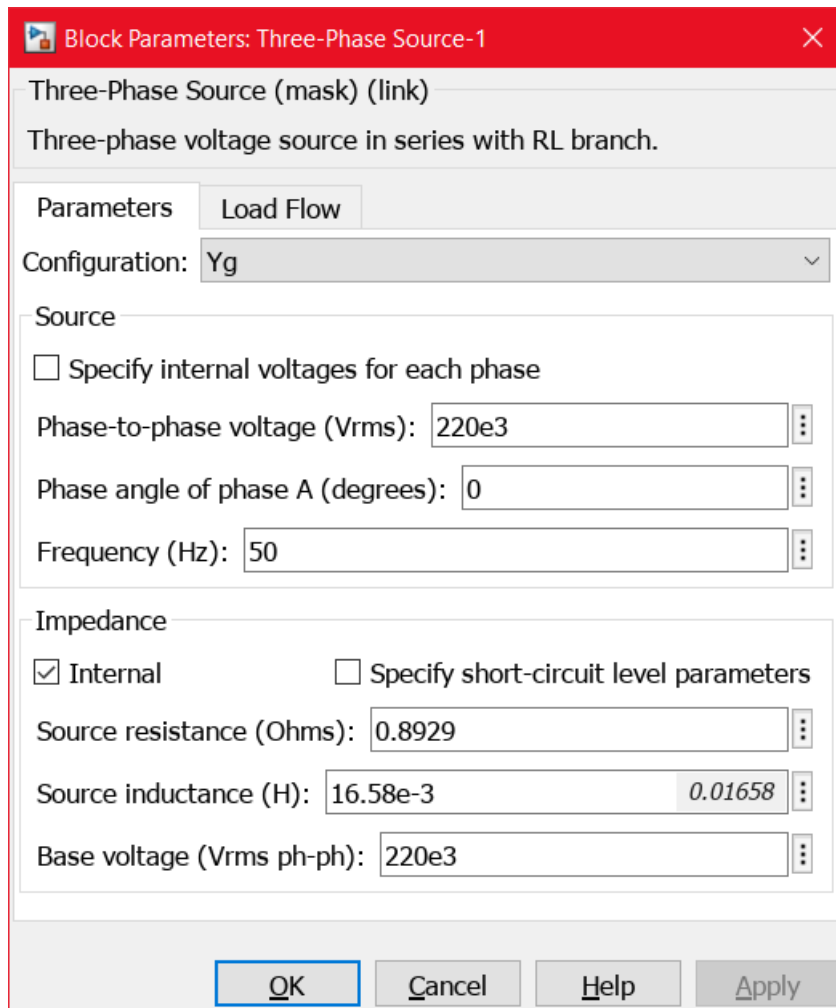 Block Parameters: Three-Phase Source-1
Three-Phase Source (mask) (link)
Three-phase voltage source in series with RL branch.
Parameters Load Flow
Configuration: Yg
Source
Specify internal voltages for each phase
Phase-to-phase voltage (Vrms): 220e3
Phase angle of phase A (degrees): 0
Frequency (Hz): 50
Impedance
Internal Specify short-circuit level parameters
Source resistance (Ohms): 0.8929
Source inductance (H): 16.58e-3 0.01658
Base voltage (Vrms ph-ph): 220e3
OK Cancel Help Apply